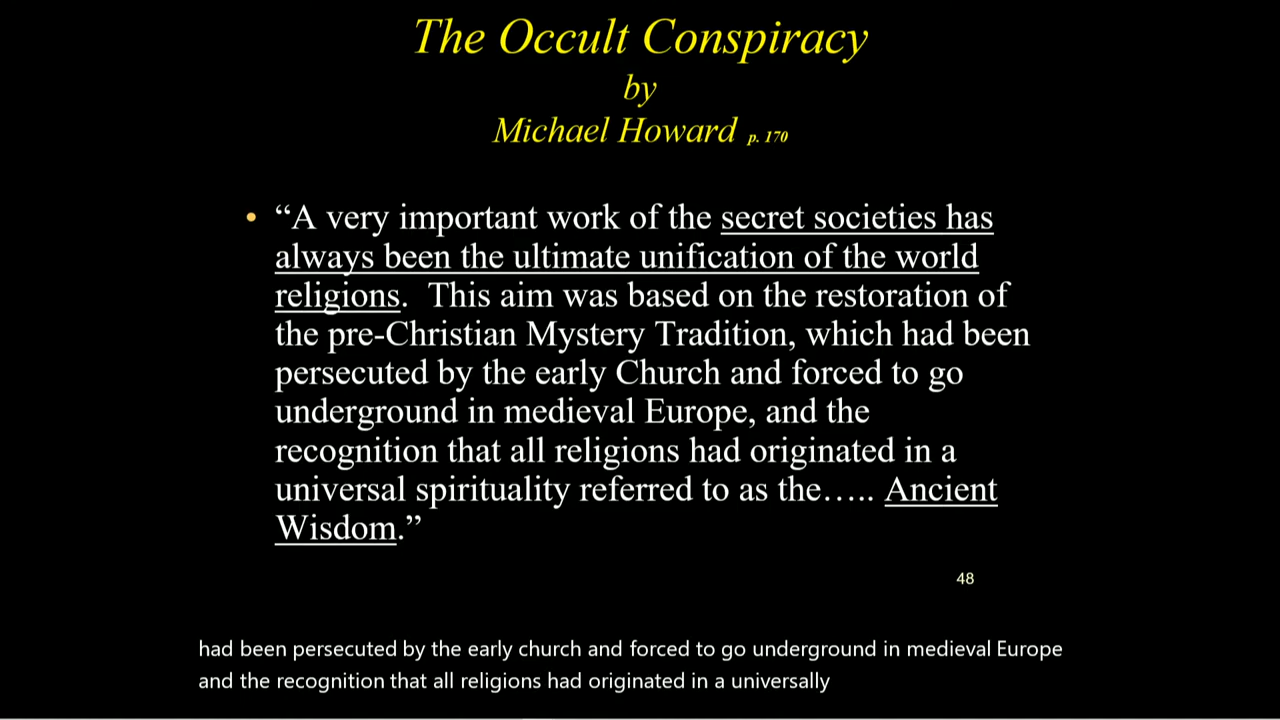 The Occult Conspiracy
by
Michael Howard p. 170
• “A very important work of the secret societies has
always been the ultimate unification of the world
religions.  This aim was based on the restoration of
the pre-Christian Mystery Tradition, which had been
persecuted by the early Church and forced to go
underground in medieval Europe, and the
recognition that all religions had originated in a
universal spirituality referred to as the….. Ancient
Wisdom.”
48
had been persecuted by the early church and forced to go underground in medieval Europe
and the recognition that all religions had originated in a universally